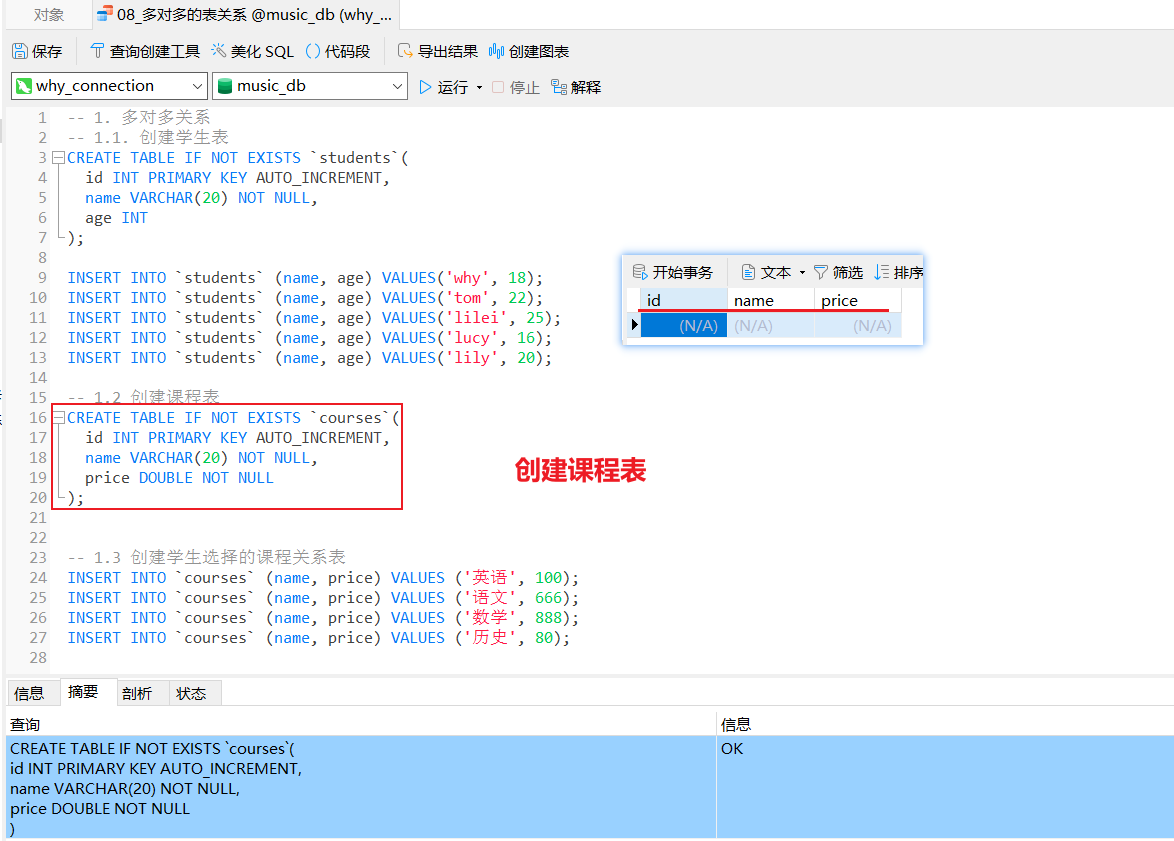 对象
08_多对多的表关系 @music_db (why_...
保存
查询创建工具
美化 SQL
() 代码段
导出结果
创建图表
why_connection
music_db
运行
停止
解释
1 -- 1. 多对多关系
2 -- 1.1. 创建学生表
3 CREATE TABLE IF NOT EXISTS `students`(
4 id INT PRIMARY KEY AUTO_INCREMENT,
5 name VARCHAR(20) NOT NULL,
6 age INT
7 );
8
9 INSERT INTO `students` (name, age) VALUES('why', 18);
10 INSERT INTO `students` (name, age) VALUES('tom', 22);
11 INSERT INTO `students` (name, age) VALUES('lilei', 25);
12 INSERT INTO `students` (name, age) VALUES('lucy', 16);
13 INSERT INTO `students` (name, age) VALUES('lily', 20);
14
开始事务 文本 筛选 排序
id name price
(N/A) (N/A) (N/A)
15 -- 1.2 创建课程表
16 CREATE TABLE IF NOT EXISTS `courses`(
17 id INT PRIMARY KEY AUTO_INCREMENT,
18 name VARCHAR(20) NOT NULL,
19 price DOUBLE NOT NULL
20 );
创建课程表
21
22
23 -- 1.3 创建学生选择的课程关系表
24 INSERT INTO `courses` (name, price) VALUES ('英语', 100);
25 INSERT INTO `courses` (name, price) VALUES ('语文', 666);
26 INSERT INTO `courses` (name, price) VALUES ('数学', 888);
27 INSERT INTO `courses` (name, price) VALUES ('历史', 80);
28
信息 摘要 剖析 状态
查询 信息
CREATE TABLE IF NOT EXISTS `courses`( OK
id INT PRIMARY KEY AUTO_INCREMENT,
name VARCHAR(20) NOT NULL,
price DOUBLE NOT NULL
)